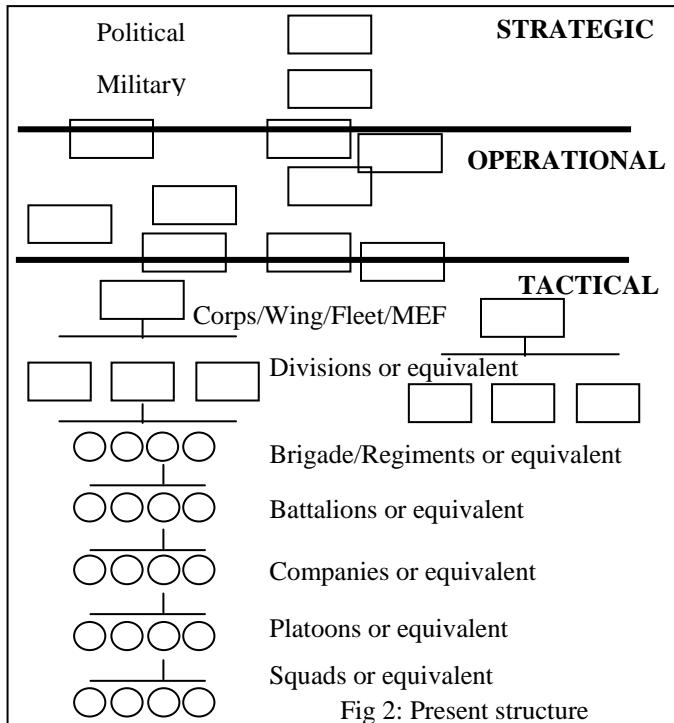 Political
STRATEGIC
Military
OPERATIONAL
TACTICAL
Corps/Wing/Fleet/MEF
Divisions or equivalent
Brigade/Regiments or equivalent
Battalions or equivalent
Companies or equivalent
Platoons or equivalent
Squads or equivalent
Fig 2: Present structure